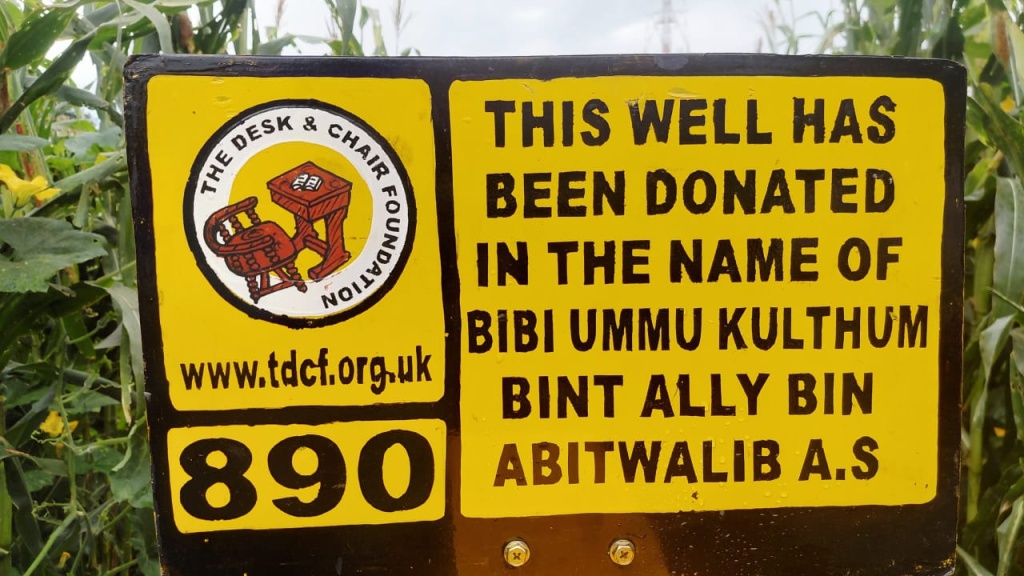 THE DESK & CHAIR FOUNDATION
www.tdcf.org.uk
890
THIS WELL HAS
BEEN DONATED
IN THE NAME OF
BIBI UMMU KULTHUM
BINT ALLY BIN
ABITWALIB A.S